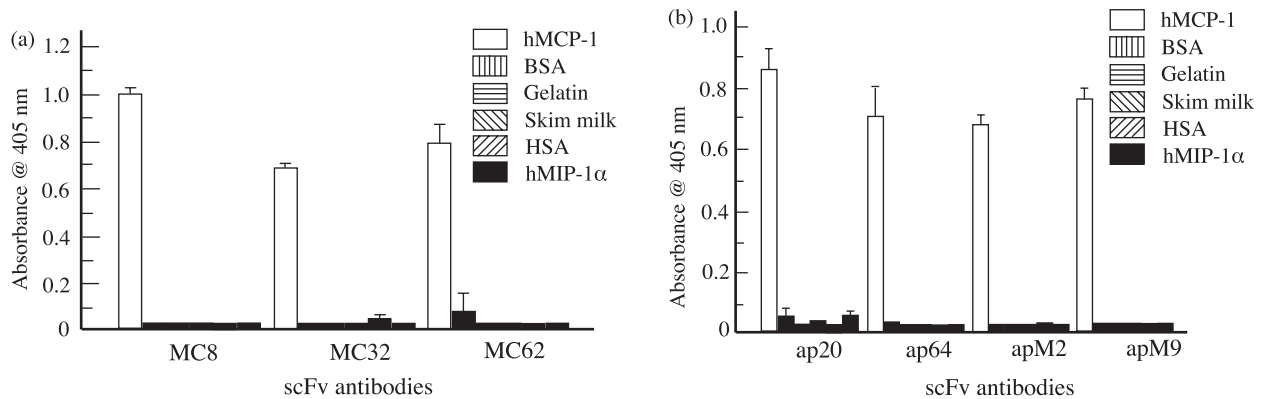 (a)
Absorbance @ 405 nm
1.2
1.0
0.8
0.6
0.4
0.2
0
hMCP-1
BSA
Gelatin
Skim milk
HSA
hMIP-1α
MC8
MC32
MC62
scFv antibodies
(b)
Absorbance @ 405 nm
1.0
0.8
0.6
0.4
0.2
0
hMCP-1
BSA
Gelatin
Skim milk
HSA
hMIP-1α
ap20
ap64
apM2
apM9
scFv antibodies